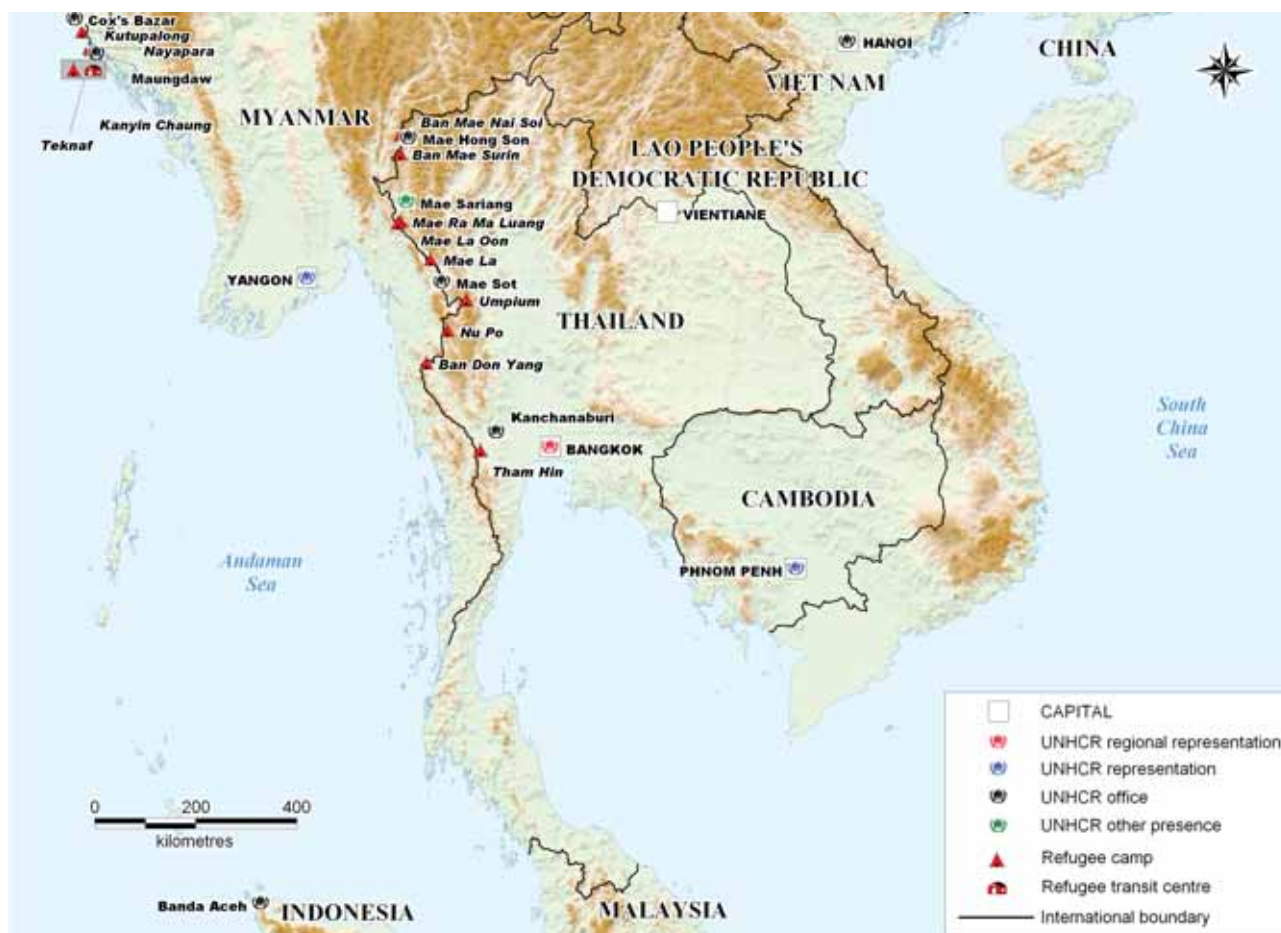 Cox's Bazar
Kutupalong
Nayapara
Maungdaw
Kanyin Chaung
Teknaf
MYANMAR
HANOI
CHINA
VIET NAM
Ban Mae Nai Soi
Mae Hong Son
Ban Mae Surin
LAO PEOPLE'S
DEMOCRATIC REPUBLIC
Mae Sariang
VIENTIANE
Mae Ra Ma Luang
Mae La Oon
Mae La
YANGON
Mae Sot
Umpium
THAILAND
Nu Po
Ban Don Yang
Kanchanaburi
BANGKOK
Tham Hin
South
China
Sea
CAMBODIA
Andaman
Sea
PHNOM PENH
0 200 400
kilometres
Banda Aceh
INDONESIA
MALAYSIA
CAPITAL
UNHCR regional representation
UNHCR representation
UNHCR office
UNHCR other presence
Refugee camp
Refugee transit centre
International boundary